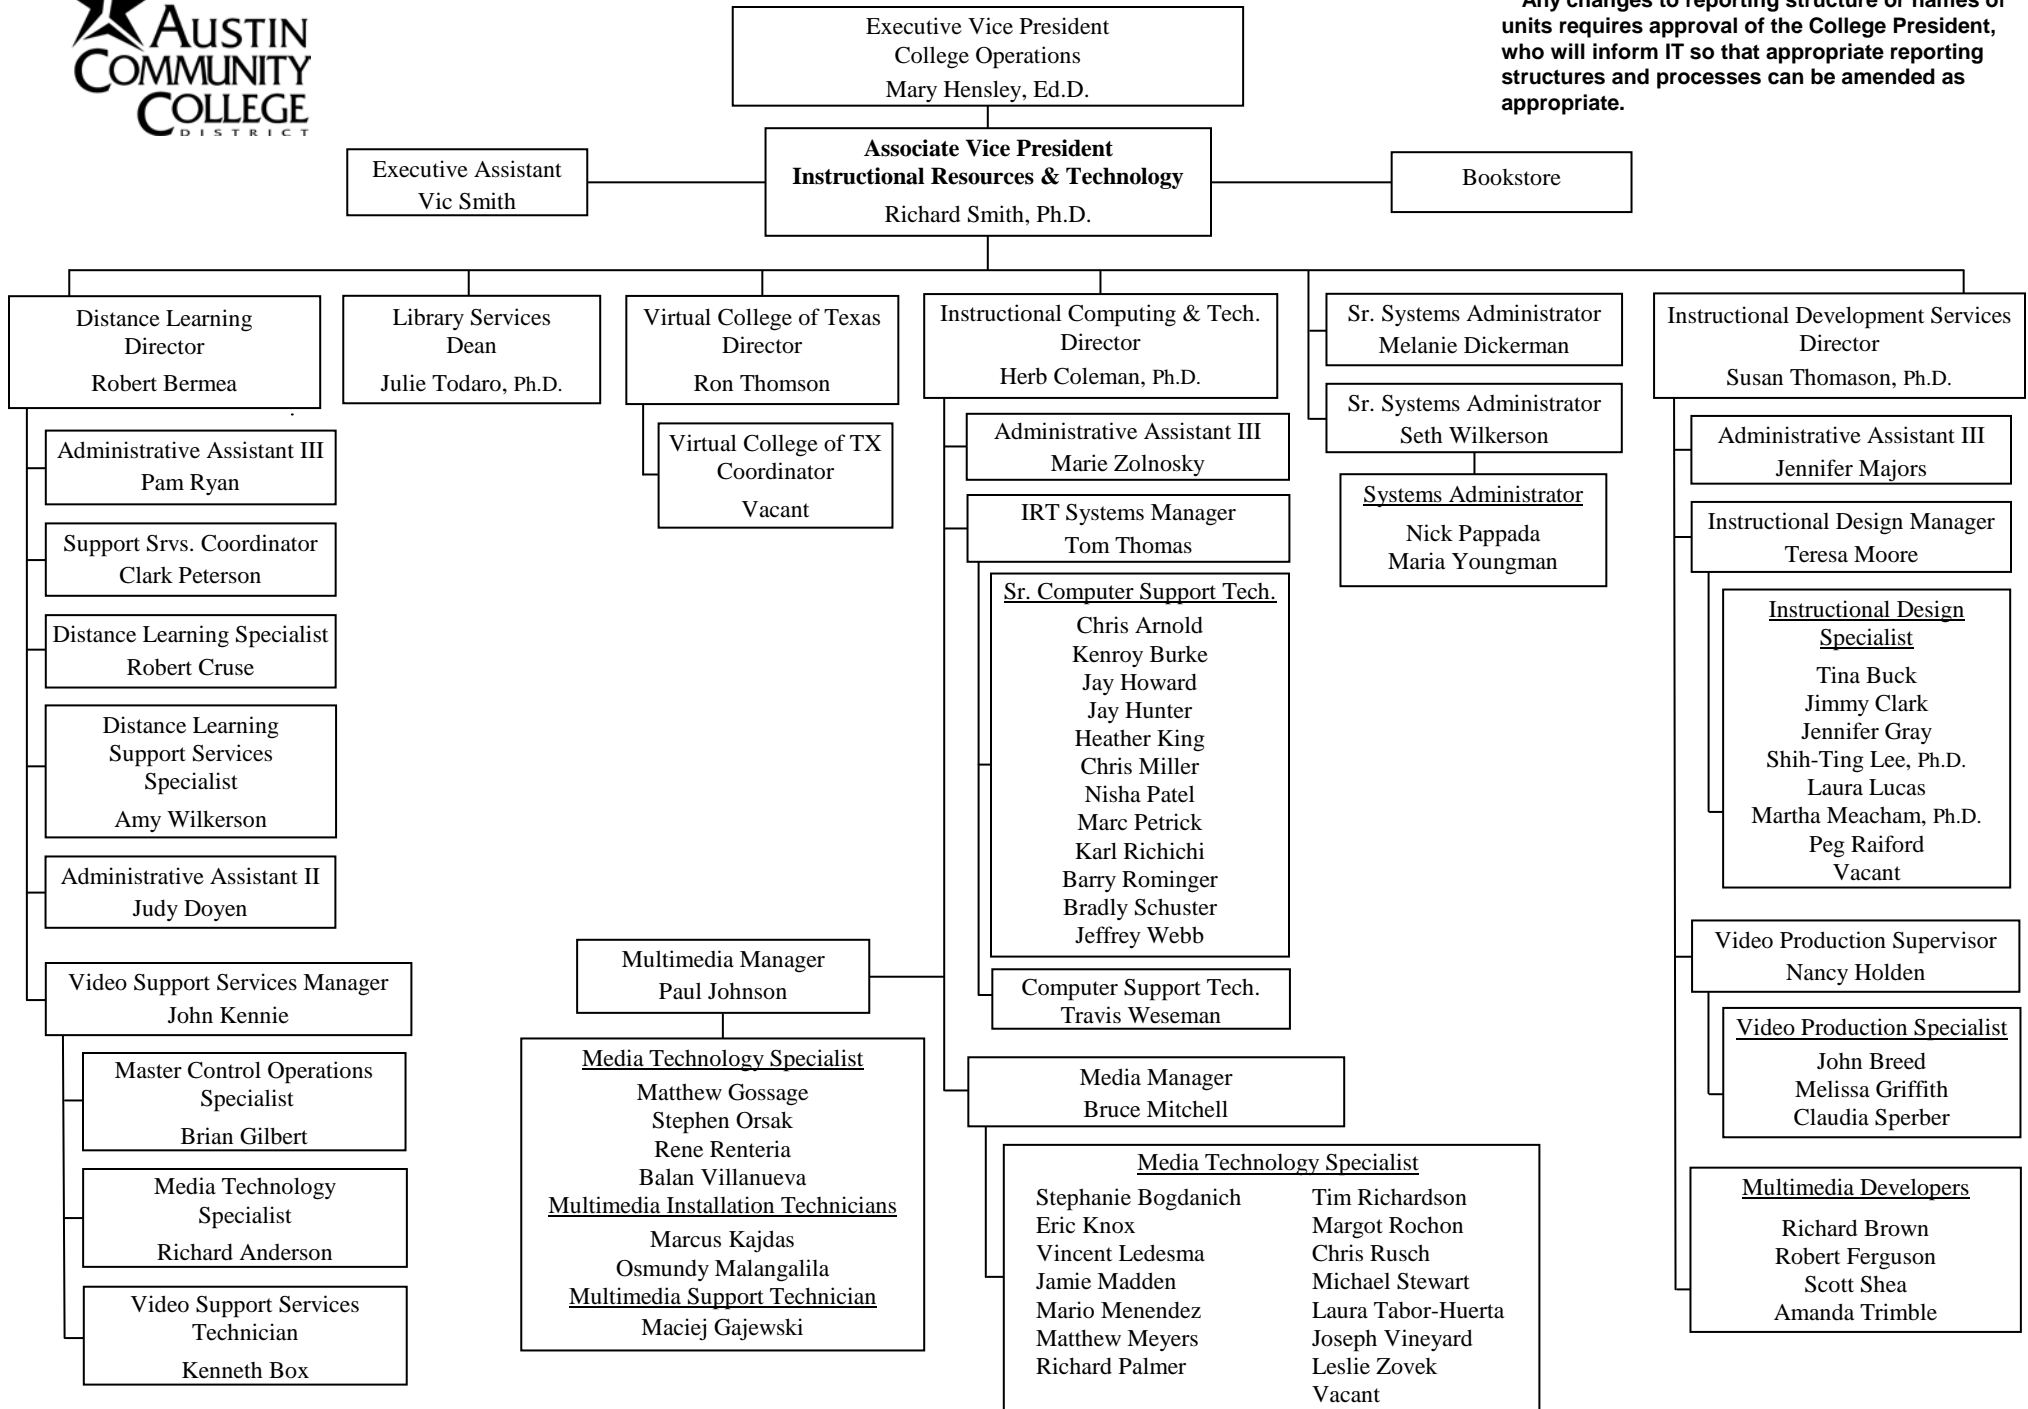 AUSTIN
COMMUNITY
COLLEGE
DISTRICT
Any changes to reporting structure or names of
units requires approval of the College President,
who will inform IT so that appropriate reporting
structures and processes can be amended as
appropriate.
Executive Vice President
College Operations
Mary Hensley, Ed.D.
Associate Vice President
Instructional Resources & Technology
Richard Smith, Ph.D.
Executive Assistant
Vic Smith
Bookstore
Distance Learning
Director
Robert Bermea
Administrative Assistant III
Pam Ryan
Support Srvs. Coordinator
Clark Peterson
Distance Learning Specialist
Robert Cruse
Distance Learning
Support Services
Specialist
Amy Wilkerson
Administrative Assistant II
Judy Doyen
Video Support Services Manager
John Kennie
Master Control Operations
Specialist
Brian Gilbert
Media Technology
Specialist
Richard Anderson
Video Support Services
Technician
Kenneth Box
Library Services
Dean
Julie Todaro, Ph.D.
Virtual College of Texas
Director
Ron Thomson
Virtual College of TX
Coordinator
Vacant
Instructional Computing & Tech.
Director
Herb Coleman, Ph.D.
Administrative Assistant III
Marie Zolnosky
IRT Systems Manager
Tom Thomas
Sr. Computer Support Tech.
Chris Arnold
Kenroy Burke
Jay Howard
Jay Hunter
Heather King
Chris Miller
Nisha Patel
Marc Petrick
Karl Richichi
Barry Rominger
Bradly Schuster
Jeffrey Webb
Computer Support Tech.
Travis Weseman
Multimedia Manager
Paul Johnson
Media Technology Specialist
Matthew Gossage
Stephen Orsak
Rene Renteria
Balan Villanueva
Multimedia Installation Technicians
Marcus Kajdas
Osmundy Malangalila
Multimedia Support Technician
Maciej Gajewski
Media Manager
Bruce Mitchell
Media Technology Specialist
Stephanie Bogdanich
Eric Knox
Vincent Ledesma
Jamie Madden
Mario Menendez
Matthew Meyers
Richard Palmer
Tim Richardson
Margot Rochon
Chris Rusch
Michael Stewart
Laura Tabor-Huerta
Joseph Vineyard
Leslie Zovek
Vacant
Sr. Systems Administrator
Melanie Dickerman
Sr. Systems Administrator
Seth Wilkerson
Systems Administrator
Nick Pappada
Maria Youngman
Instructional Development Services
Director
Susan Thomason, Ph.D.
Administrative Assistant III
Jennifer Majors
Instructional Design Manager
Teresa Moore
Instructional Design
Specialist
Tina Buck
Jimmy Clark
Jennifer Gray
Shih-Ting Lee, Ph.D.
Laura Lucas
Martha Meacham, Ph.D.
Peg Raiford
Vacant
Video Production Supervisor
Nancy Holden
Video Production Specialist
John Breed
Melissa Griffith
Claudia Sperber
Multimedia Developers
Richard Brown
Robert Ferguson
Scott Shea
Amanda Trimble